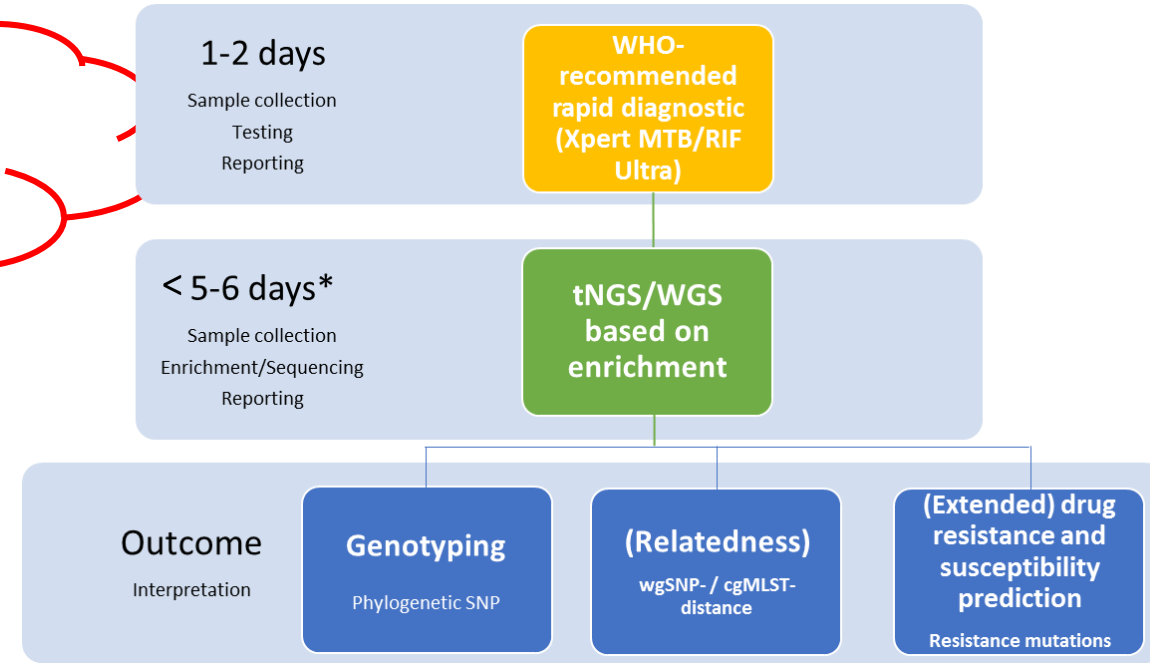 1-2 days
Sample collection
Testing
Reporting
WHO-
recommended
rapid diagnostic
(Xpert MTB/RIF
Ultra)
< 5-6 days*
Sample collection
Enrichment/Sequencing
Reporting
tNGS/WGS
based on
enrichment
Outcome
Interpretation
Genotyping
Phylogenetic SNP
(Relatedness)
wgSNP- / cgMLST-
distance
(Extended) drug
resistance and
susceptibility
prediction
Resistance mutations